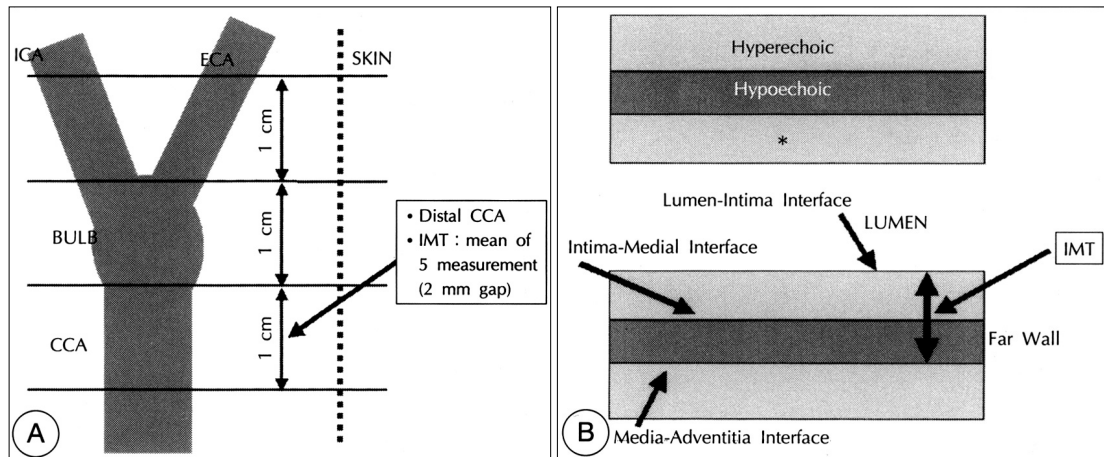 A
ICA
ECA
SKIN
1 cm
BULB
1 cm
CCA
1 cm
• Distal CCA
• IMT : mean of
5 measurement
(2 mm gap)
B
Hyperechoic
Hypoechoic
*
Lumen-Intima Interface
LUMEN
Intima-Medial Interface
IMT
Far Wall
Media-Adventitia Interface